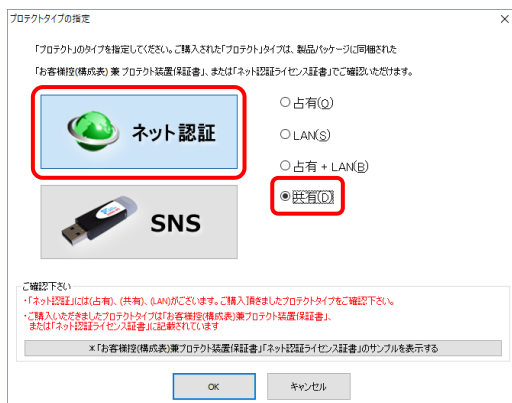 プロテクトタイプの指定
「プロテクト」のタイプを指定してください。ご購入された「プロテクト」タイプは、製品パッケージに同梱された
「お客様控(構成表) 兼 プロテクト装置保証書」、または「ネット認証ライセンス証書」でご確認いただけます。
ネット認証
占有(O)
LAN(S)
占有 + LAN(B)
共有(D)
SNS
ご確認下さい
・「ネット認証」には(占有)、(共有)、(LAN)がございます。ご購入頂きましたプロテクトタイプをご確認下さい。
・ご購入いただきましたプロテクトタイプは「お客様控(構成表)兼プロテクト装置保証書」、
または「ネット認証ライセンス証書」に記載されています
※「お客様控(構成表)兼プロテクト装置保証書」「ネット認証ライセンス証書」のサンプルを表示する
OK
キャンセル